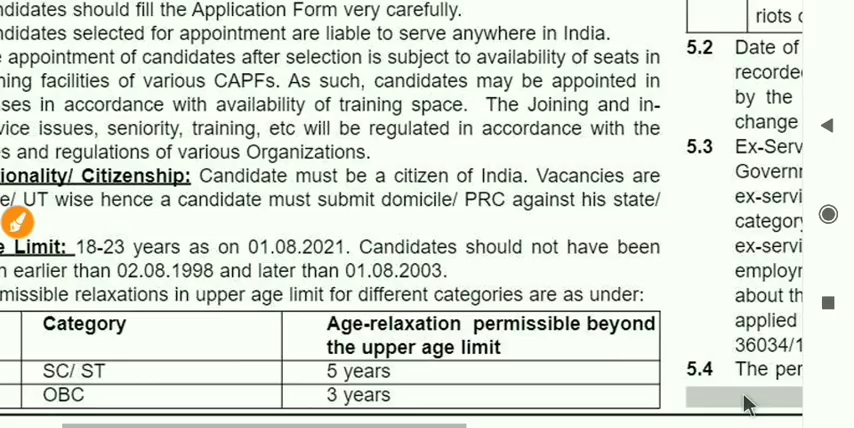 ndidates should fill the Application Form very carefully.
ndidates selected for appointment are liable to serve anywhere in India.
e appointment of candidates after selection is subject to availability of seats in
ning facilities of various CAPFs. As such, candidates may be appointed in
ses in accordance with availability of training space. The Joining and in-
vice issues, seniority, training, etc will be regulated in accordance with the
s and regulations of various Organizations.
ionality/ Citizenship: Candidate must be a citizen of India. Vacancies are
e/ UT wise hence a candidate must submit domicile/ PRC against his state/
e Limit: 18-23 years as on 01.08.2021. Candidates should not have been
n earlier than 02.08.1998 and later than 01.08.2003.
missible relaxations in upper age limit for different categories are as under:
Category
Age-relaxation permissible beyond
the upper age limit
SC/ ST
5 years
OBC
3 years
riots
5.2 Date of
recorde
by the
change
5.3 Ex-Serv
Governm
ex-servi
category
ex-servi
employm
about th
applied
36034/1
5.4 The per